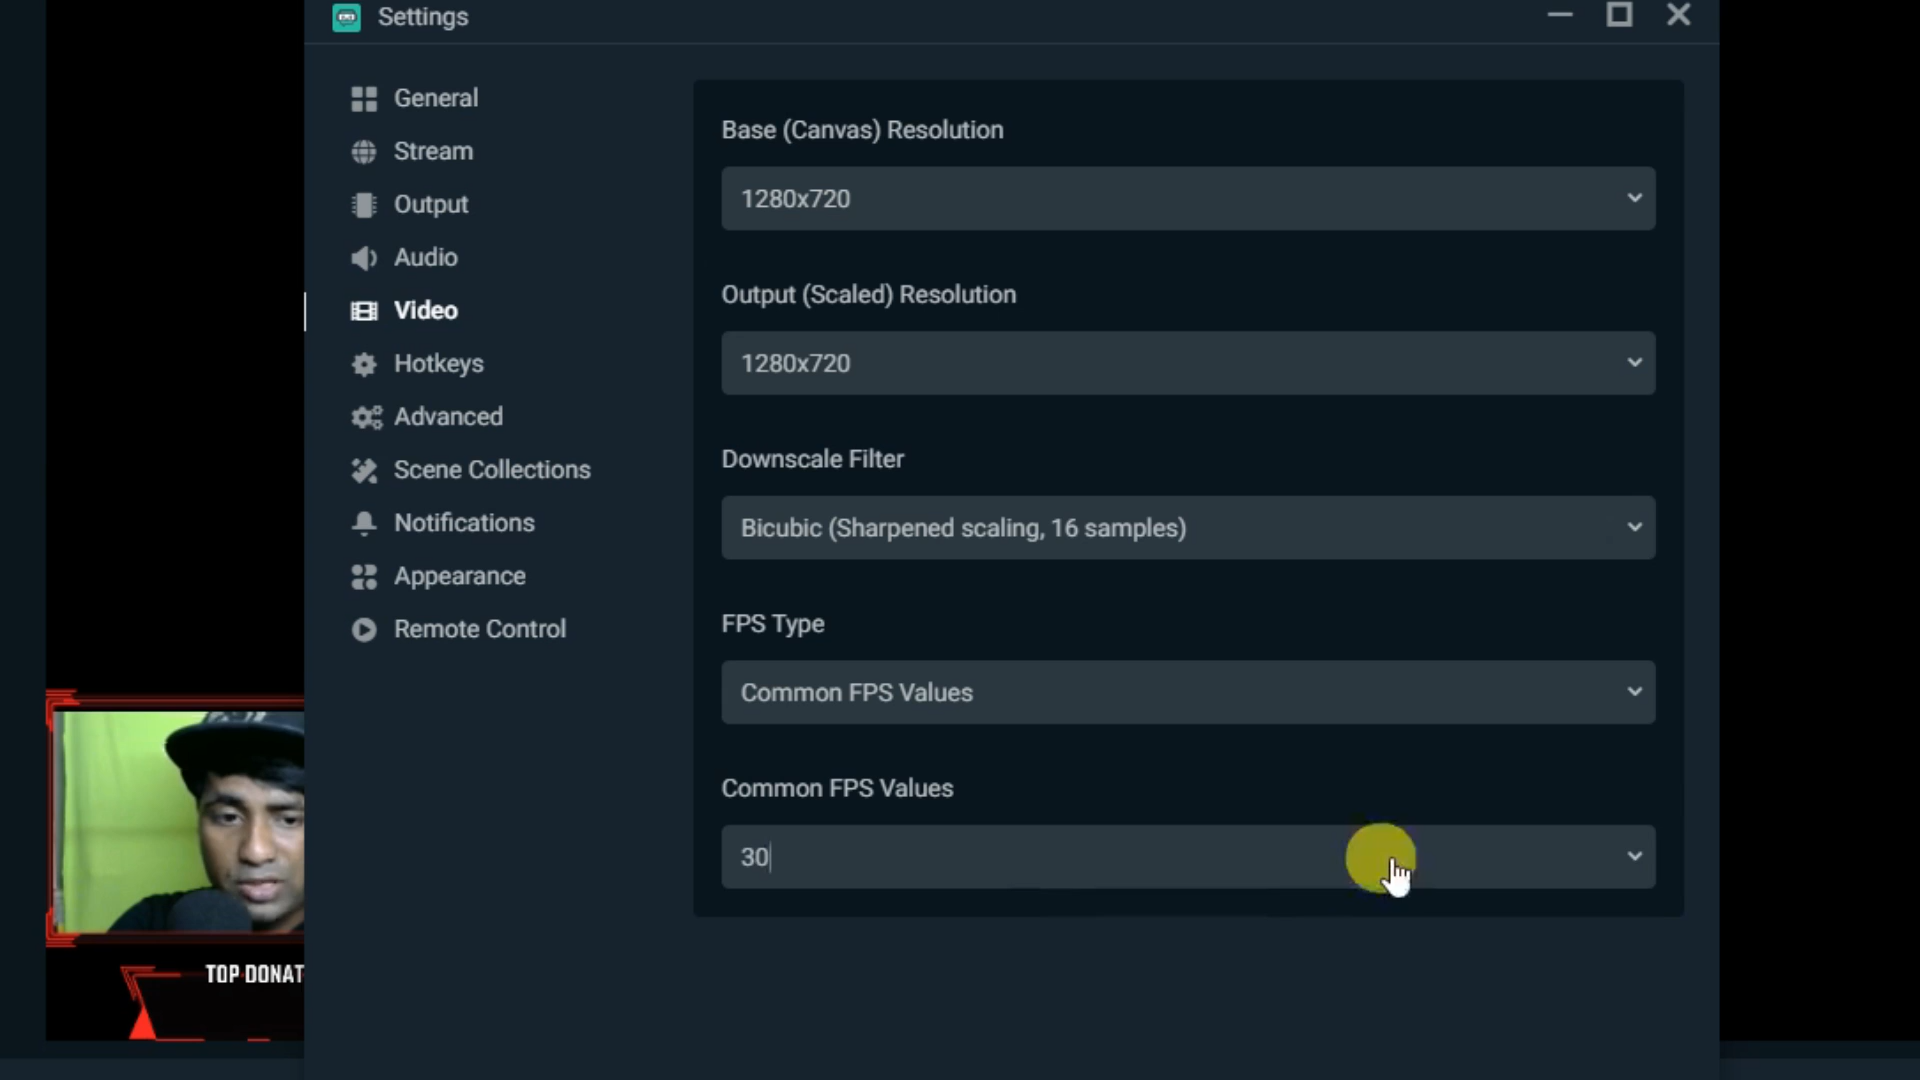 Settings
General
Stream
Output
Audio
Video
Hotkeys
Advanced
Scene Collections
Notifications
Appearance
Remote Control
Base (Canvas) Resolution
1280x720
Output (Scaled) Resolution
1280x720
Downscale Filter
Bicubic (Sharpened scaling, 16 samples)
FPS Type
Common FPS Values
Common FPS Values
30
TOP DONAT